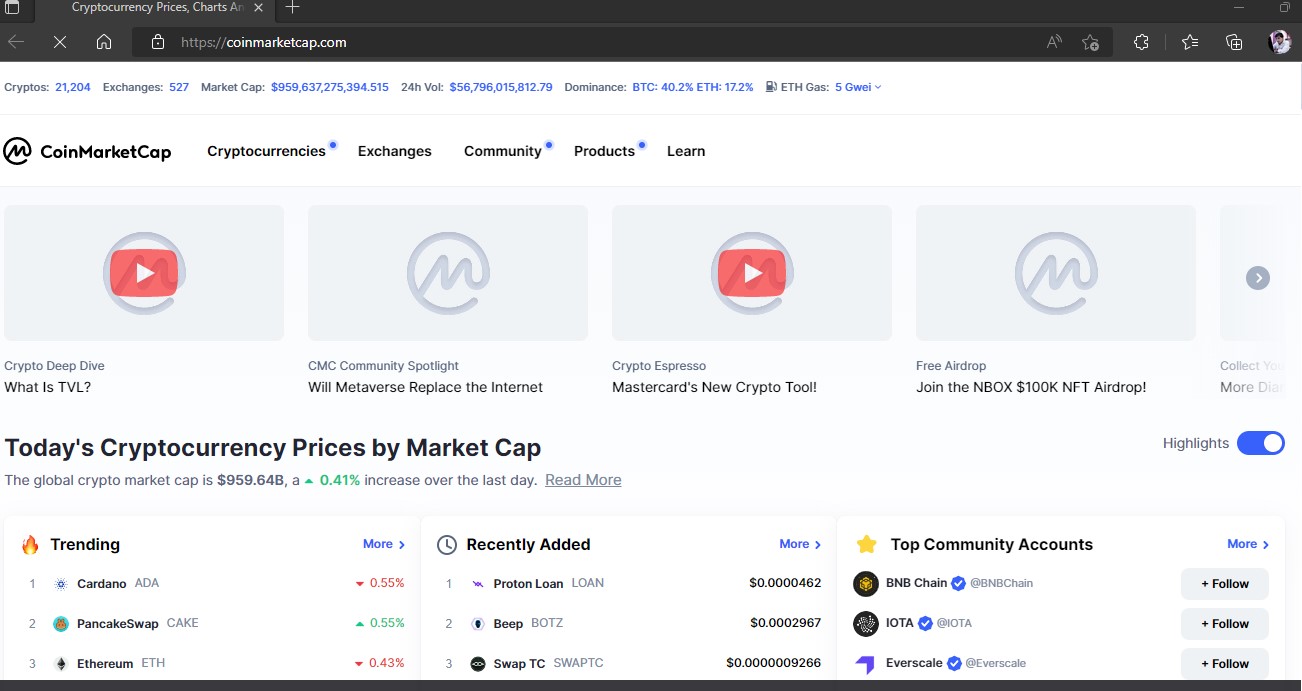 Cryptocurrency Prices, Charts An
https://coinmarketcap.com
Cryptos: 21,204 Exchanges: 527 Market Cap: $959,637,275,394.515 24h Vol: $56,796,015,812.79 Dominance: BTC: 40.2% ETH: 17.2% ETH Gas: 5 Gwei
CoinMarketCap Cryptocurrencies Exchanges Community Products Learn
Crypto Deep Dive
What Is TVL?
CMC Community Spotlight
Will Metaverse Replace the Internet
Crypto Espresso
Mastercard's New Crypto Tool!
Free Airdrop
Join the NBOX $100K NFT Airdrop!
Collect You
More Dia
Today's Cryptocurrency Prices by Market Cap
Highlights
The global crypto market cap is $959.64B, a 0.41% increase over the last day. Read More
Trending More
1 Cardano ADA 0.55%
2 PancakeSwap CAKE 0.55%
3 Ethereum ETH 0.43%
Recently Added More
1 Proton Loan LOAN $0.0000462
2 Beep BOTZ $0.0002967
3 Swap TC SWAPTC $0.0000009266
Top Community Accounts More
BNB Chain @BNBChain + Follow
IOTA @IOTA + Follow
Everscale @Everscale + Follow